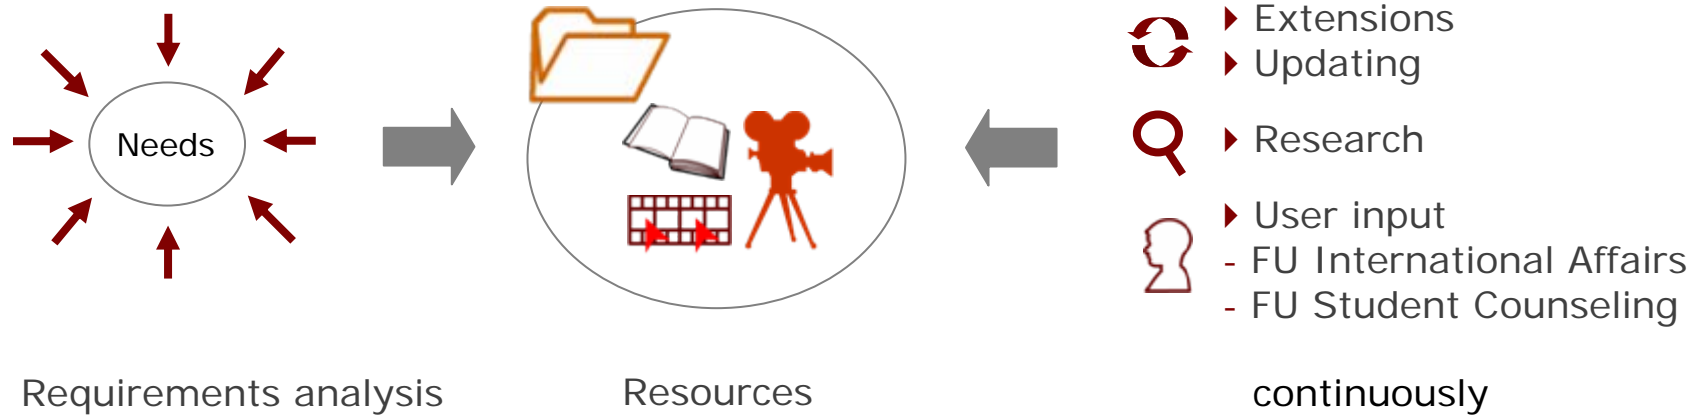 Needs
Requirements analysis
Resources
Extensions
Updating
Research
User input
- FU International Affairs
- FU Student Counseling
continuously